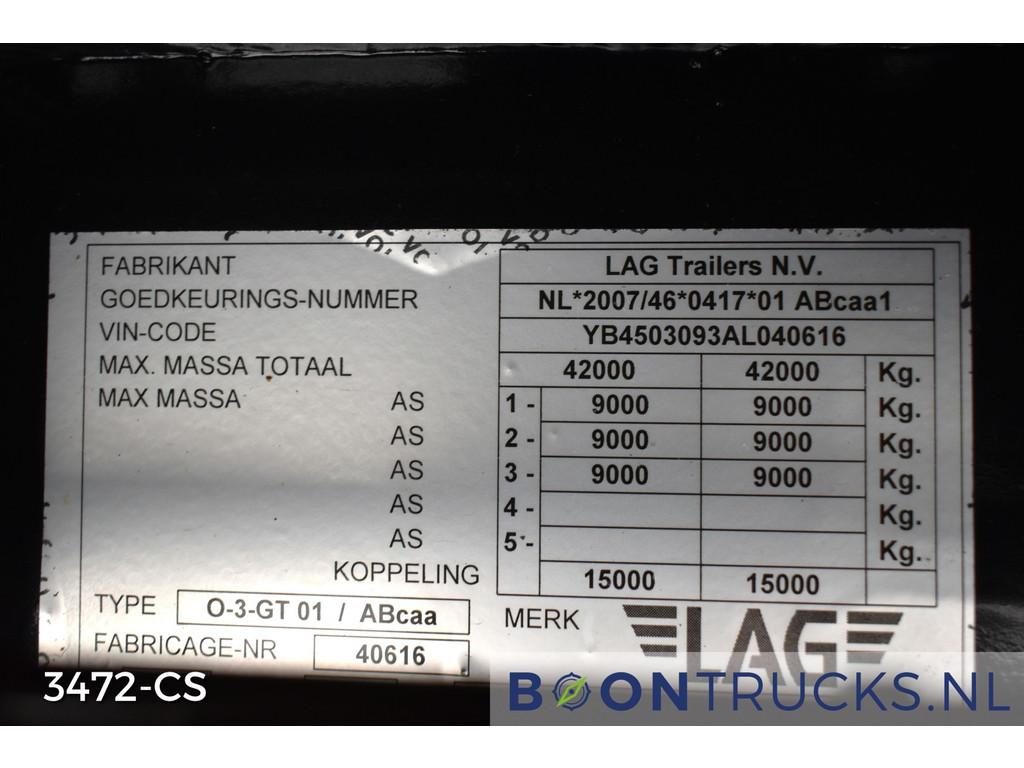 FABRIKANT LAG Trailers N.V.
GOEDKEURINGS-NUMMER NL*2007/46*0417*01 ABcaa1
VIN-CODE YB4503093AL040616
MAX. MASSA TOTAAL 42000 42000 Kg.
MAX MASSA AS 1 - 9000 9000 Kg.
AS 2 - 9000 9000 Kg.
AS 3 - 9000 9000 Kg.
AS 4 - Kg.
AS 5 - Kg.
KOPPELING 15000 15000
TYPE O-3-GT 01 / ABcaa MERK LAG
FABRICAGE-NR 40616
3472-CS BOONTRUCKS.NL